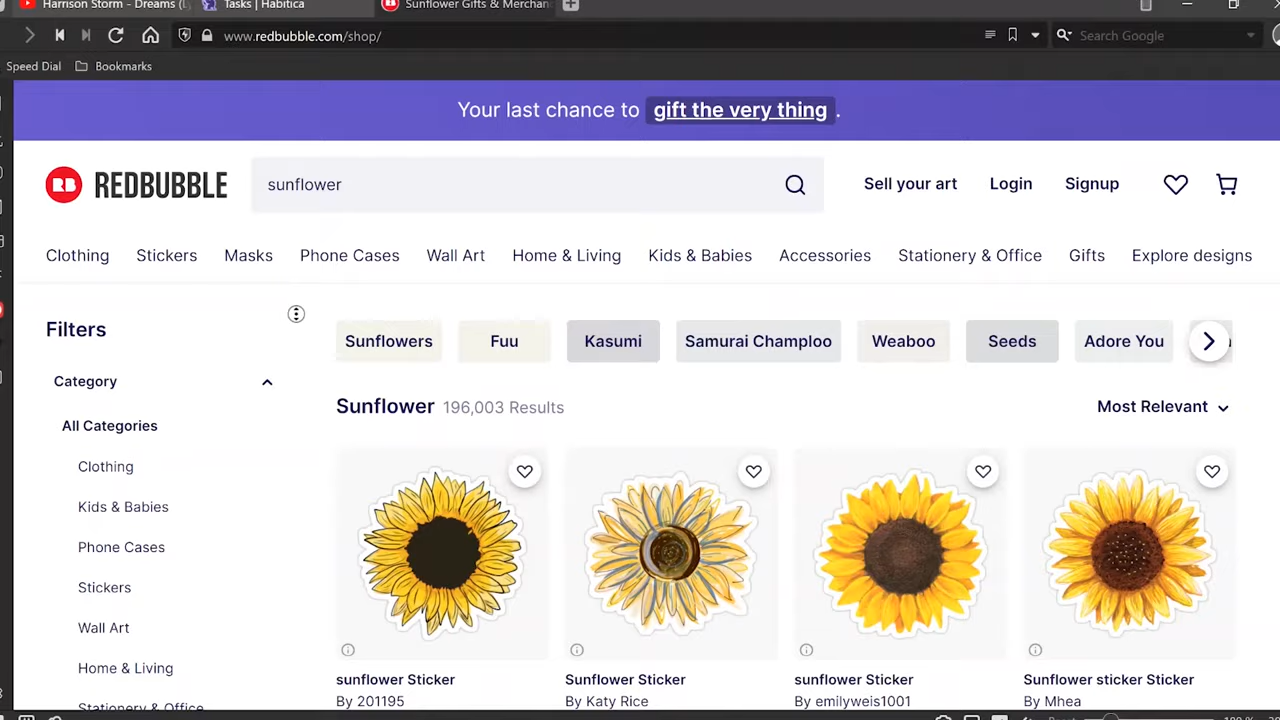 Harrison Storm - Dreams (
Tasks | Habitica
Sunflower Gifts & Merchan
www.redbubble.com/shop/
Search Google
Speed Dial
Bookmarks
Your last chance to gift the very thing.
RB REDBUBBLE
sunflower
Sell your art
Login
Signup
Clothing
Stickers
Masks
Phone Cases
Wall Art
Home & Living
Kids & Babies
Accessories
Stationery & Office
Gifts
Explore designs
Filters
Category
All Categories
Clothing
Kids & Babies
Phone Cases
Stickers
Wall Art
Home & Living
Stationery & Office
Sunflowers
Fuu
Kasumi
Samurai Champloo
Weaboo
Seeds
Adore You
Sunflower 196,003 Results
Most Relevant
sunflower Sticker
By 201195
Sunflower Sticker
By Katy Rice
sunflower Sticker
By emilyweis1001
Sunflower sticker Sticker
By Mhea